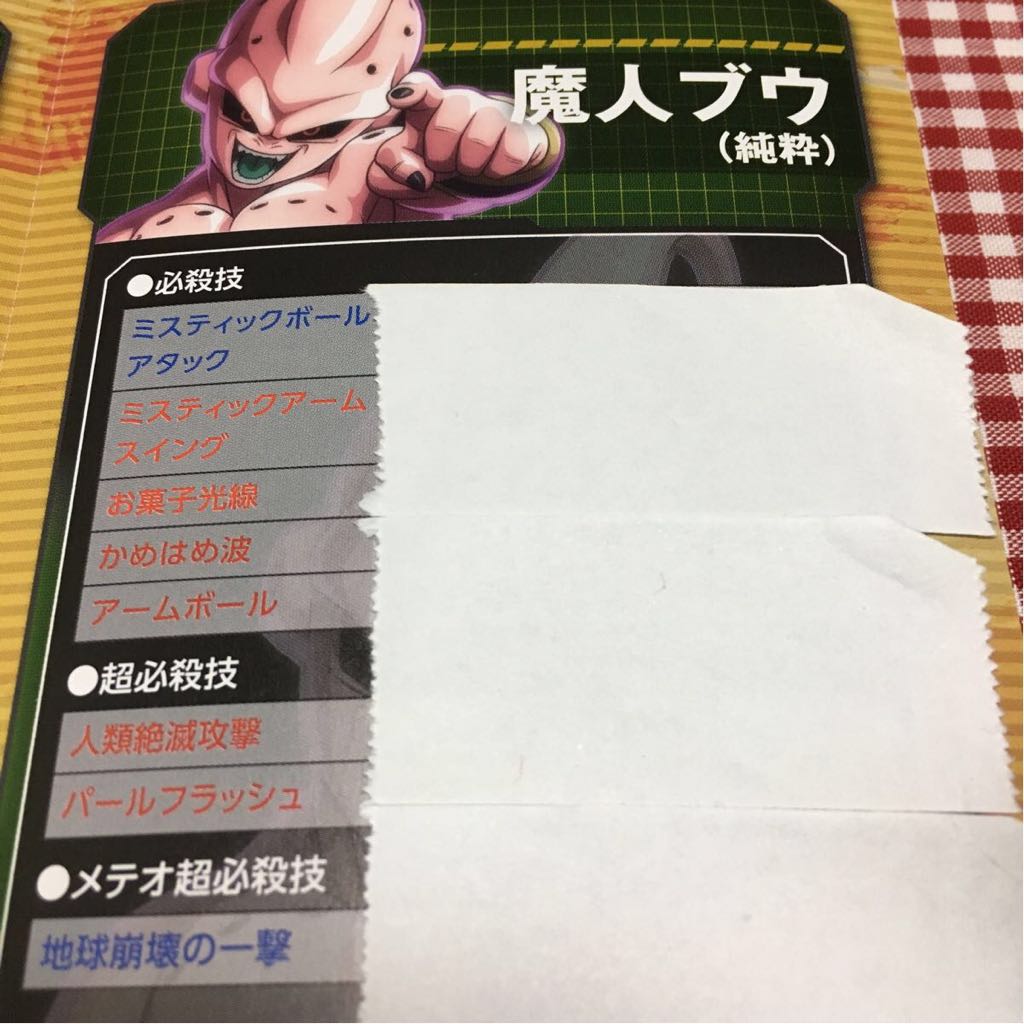 魔人ブウ
(純粋)
●必殺技
ミスティックボール
アタック
ミスティックアーム
スイング
お菓子光線
かめはめ波
アームボール
●超必殺技
人類絶滅攻撃
パールフラッシュ
●メテオ超必殺技
地球崩壊の一撃